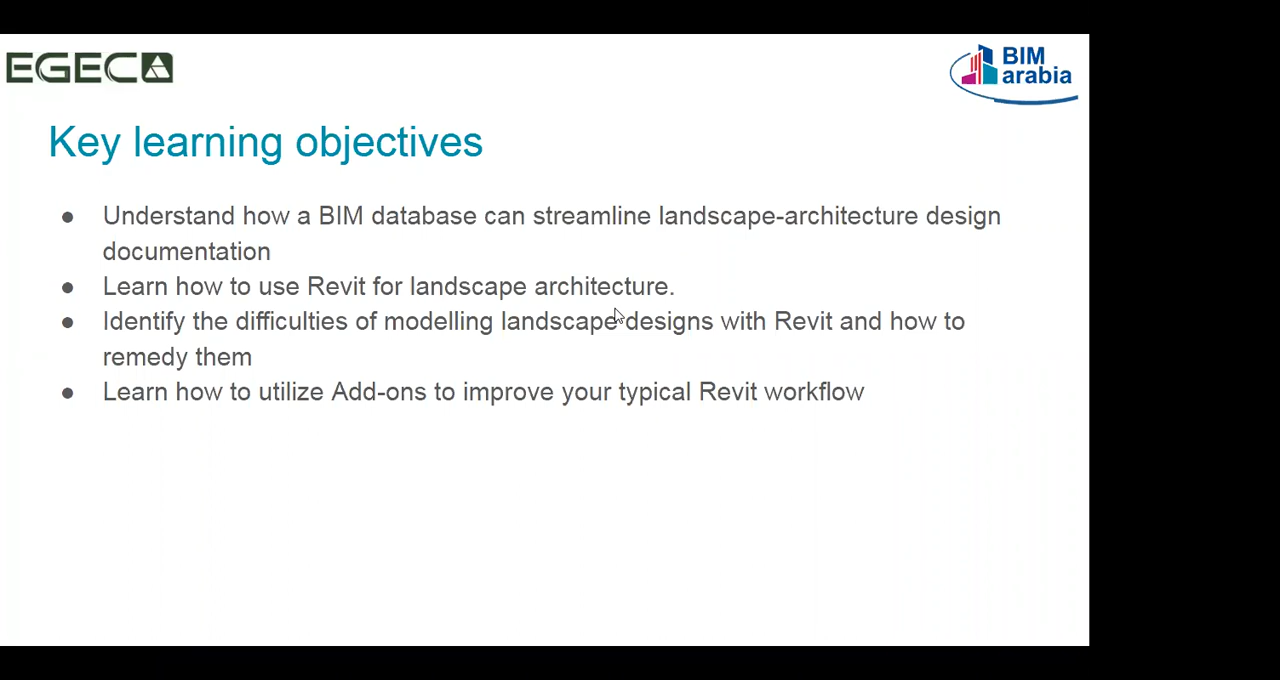 EGEC
BIM
arabia
Key learning objectives
● Understand how a BIM database can streamline landscape-architecture design
documentation
● Learn how to use Revit for landscape architecture.
● Identify the difficulties of modelling landscape designs with Revit and how to
remedy them
● Learn how to utilize Add-ons to improve your typical Revit workflow